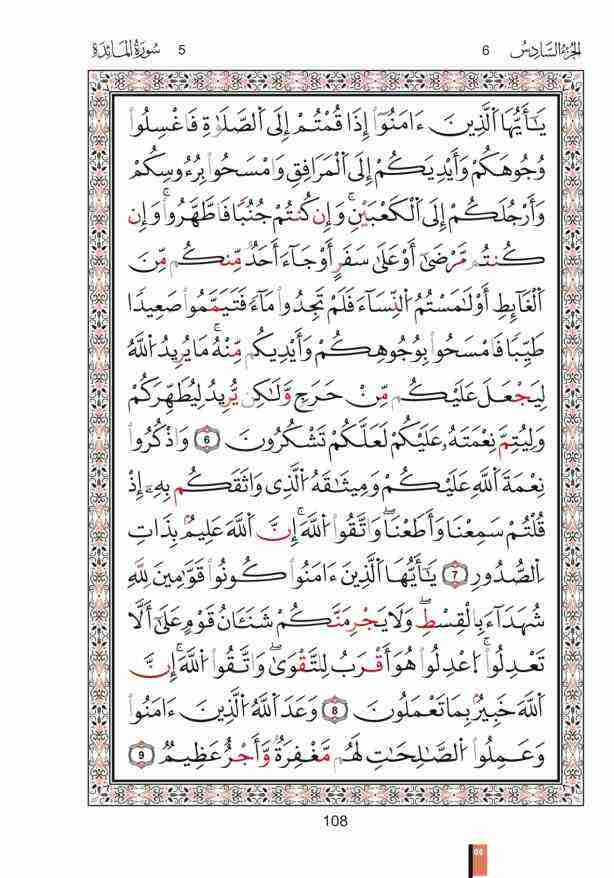 الجزء السادس 6 5 سورة المائدة
يَٰٓأَيُّهَا ٱلَّذِينَ ءَامَنُوٓا۟ إِذَا قُمْتُمْ إِلَى ٱلصَّلَوٰةِ فَٱغْسِلُوا۟
وُجُوهَكُمْ وَأَيْدِيَكُمْ إِلَى ٱلْمَرَافِقِ وَٱمْسَحُوا۟ بِرُءُوسِكُمْ
وَأَرْجُلَكُمْ إِلَى ٱلْكَعْبَيْنِ ۚ وَإِن كُنتُمْ جُنُبًا فَٱطَّهَّرُوا۟ ۚ وَإِن
كُنتُم مَّرْضَىٰٓ أَوْ عَلَىٰ سَفَرٍ أَوْ جَآءَ أَحَدٌ مِّنكُم مِّنَ
ٱلْغَآئِطِ أَوْ لَٰمَسْتُمُ ٱلنِّسَآءَ فَلَمْ تَجِدُوا۟ مَآءً فَتَيَمَّمُوا۟ صَعِيدًا
طَيِّبًا فَٱمْسَحُوا۟ بِوُجُوهِكُمْ وَأَيْدِيكُم مِّنْهُ ۚ مَا يُرِيدُ ٱللَّهُ
لِيَجْعَلَ عَلَيْكُم مِّنْ حَرَجٍ وَلَٰكِن يُرِيدُ لِيُطَهِّرَكُمْ
وَلِيُتِمَّ نِعْمَتَهُۥ عَلَيْكُمْ لَعَلَّكُمْ تَشْكُرُونَ 6 وَٱذْكُرُوا۟
نِعْمَةَ ٱللَّهِ عَلَيْكُمْ وَمِيثَٰقَهُ ٱلَّذِى وَاثَقَكُم بِهِۦٓ إِذْ
قُلْتُمْ سَمِعْنَا وَأَطَعْنَا ۖ وَٱتَّقُوا۟ ٱللَّهَ ۚ إِنَّ ٱللَّهَ عَلِيمٌۢ بِذَاتِ
ٱلصُّدُورِ 7 يَٰٓأَيُّهَا ٱلَّذِينَ ءَامَنُوا۟ كُونُوا۟ قَوَّٰمِينَ لِلَّهِ
شُهَدَآءَ بِٱلْقِسْطِ ۖ وَلَا يَجْرِمَنَّكُمْ شَنَـَٔانُ قَوْمٍ عَلَىٰٓ أَلَّا
تَعْدِلُوا۟ ۚ ٱعْدِلُوا۟ هُوَ أَقْرَبُ لِلتَّقْوَىٰ ۖ وَٱتَّقُوا۟ ٱللَّهَ ۚ إِنَّ
ٱللَّهَ خَبِيرٌۢ بِمَا تَعْمَلُونَ 8 وَعَدَ ٱللَّهُ ٱلَّذِينَ ءَامَنُوا۟
وَعَمِلُوا۟ ٱلصَّٰلِحَٰتِ لَهُم مَّغْفِرَةٌ وَأَجْرٌ عَظِيمٌ 9
108